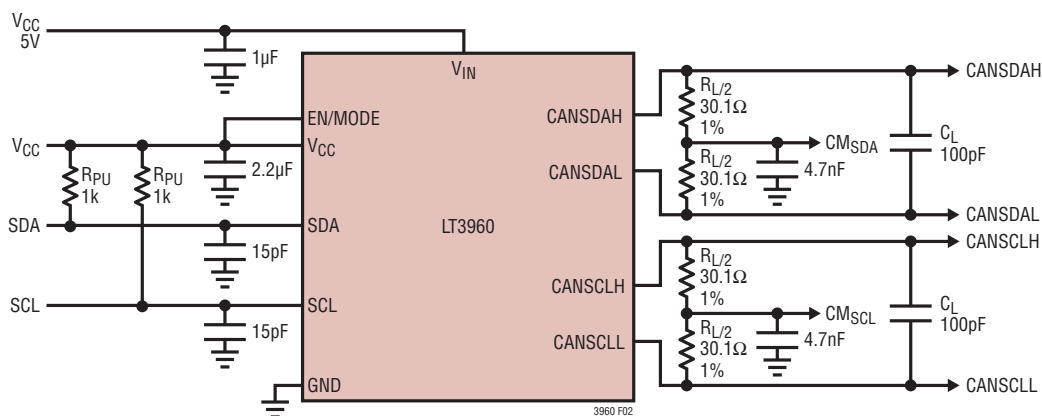 VCC
5V
1µF
VIN
EN/MODE
VCC
VCC
2.2µF
RPU
1k
RPU
1k
SDA
SDA
15pF
SCL
SCL
15pF
GND
LT3960
CANSDAH
CANSDAL
CANSCLH
CANSCLL
RL/2
30.1Ω
1%
RL/2
30.1Ω
1%
CMSDA
4.7nF
CL
100pF
CANSDAH
CANSDAL
RL/2
30.1Ω
1%
RL/2
30.1Ω
1%
CMSCL
4.7nF
CL
100pF
CANSCLH
CANSCLL
3960 F02